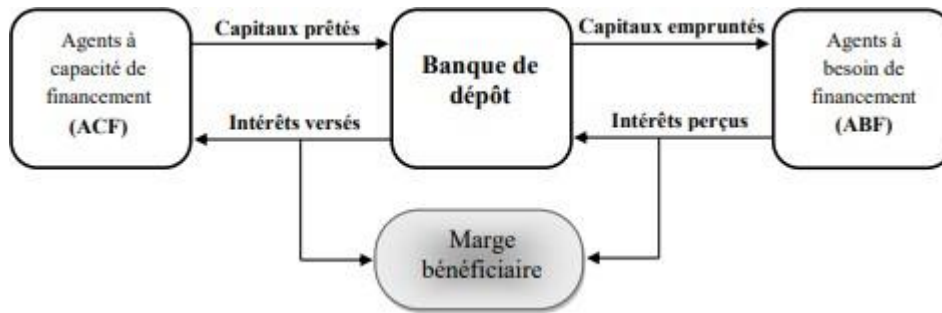 Agents à
capacité de
financement
(ACF)
Capitaux prêtés
Intérêts versés
Banque de
dépôt
Capitaux empruntés
Intérêts perçus
Agents à
besoin de
financement
(ABF)
Marge
bénéficiaire